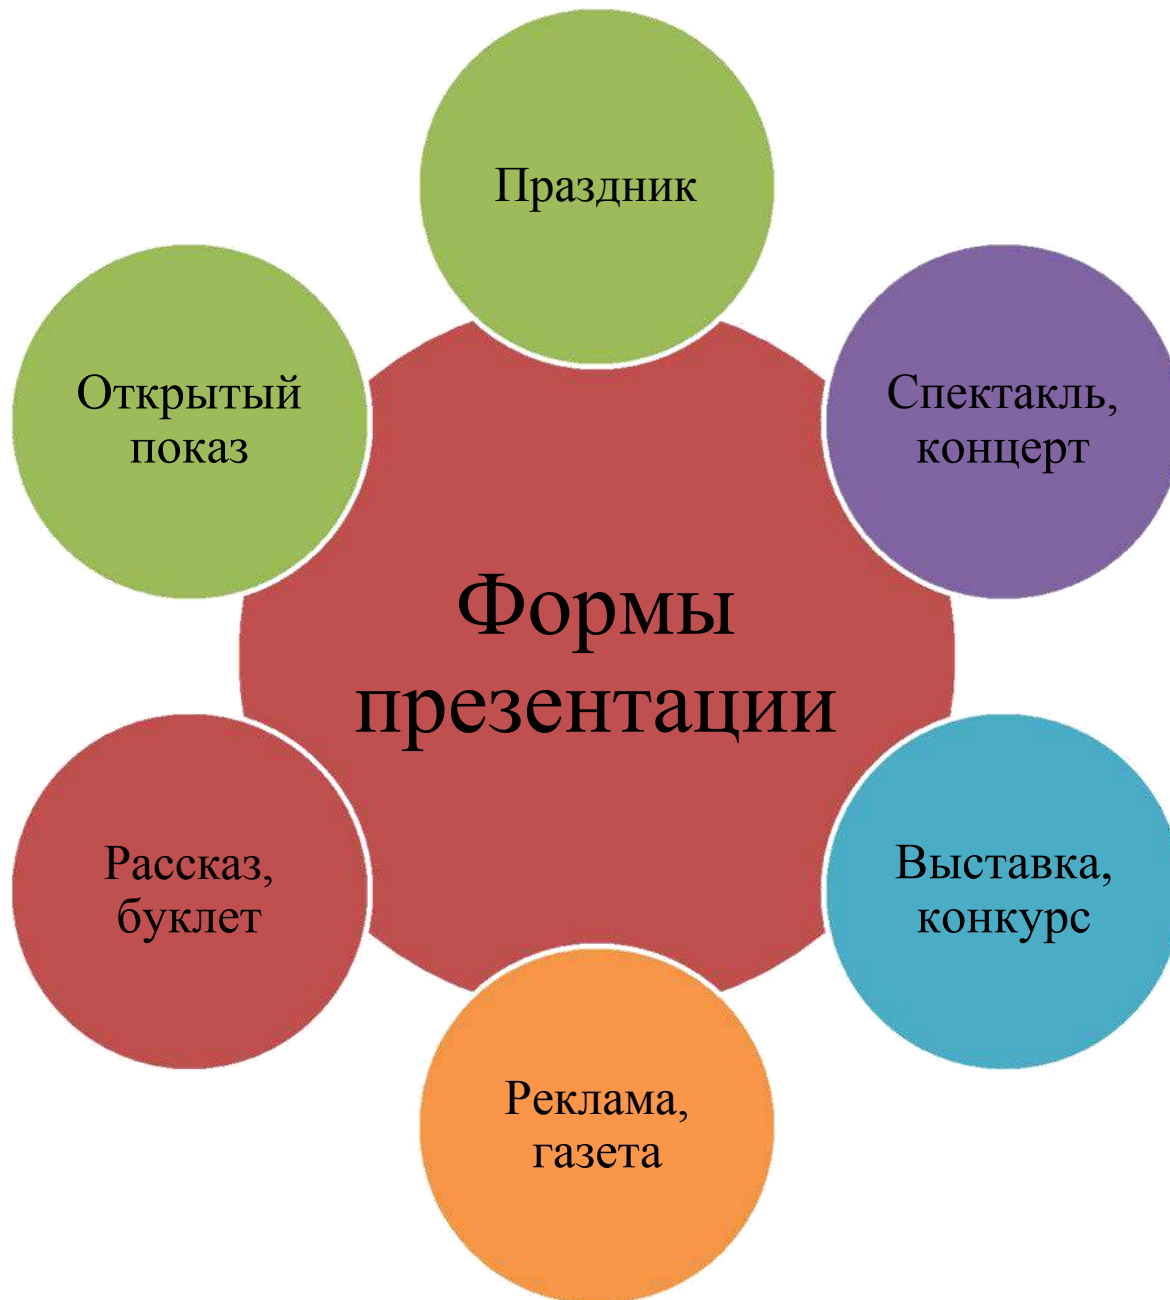 Праздник
Открытый
показ
Спектакль,
концерт
Формы
презентации
Рассказ,
буклет
Выставка,
конкурс
Реклама,
газета